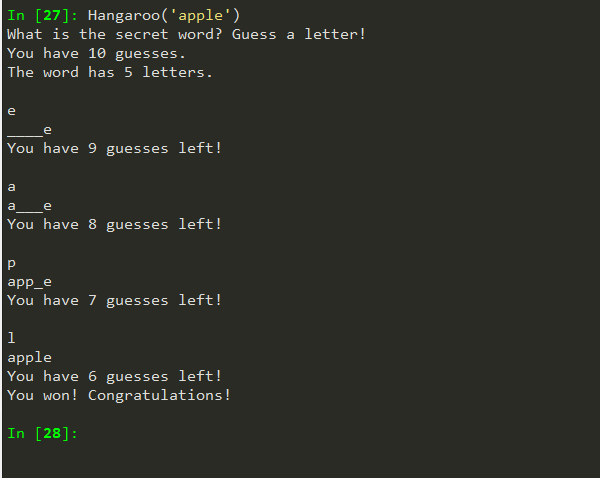 In [27]: Hangaroo('apple')
What is the secret word? Guess a letter!
You have 10 guesses.
The word has 5 letters.
e
____e
You have 9 guesses left!
a
a___e
You have 8 guesses left!
p
app_e
You have 7 guesses left!
l
apple
You have 6 guesses left!
You won! Congratulations!
In [28]: